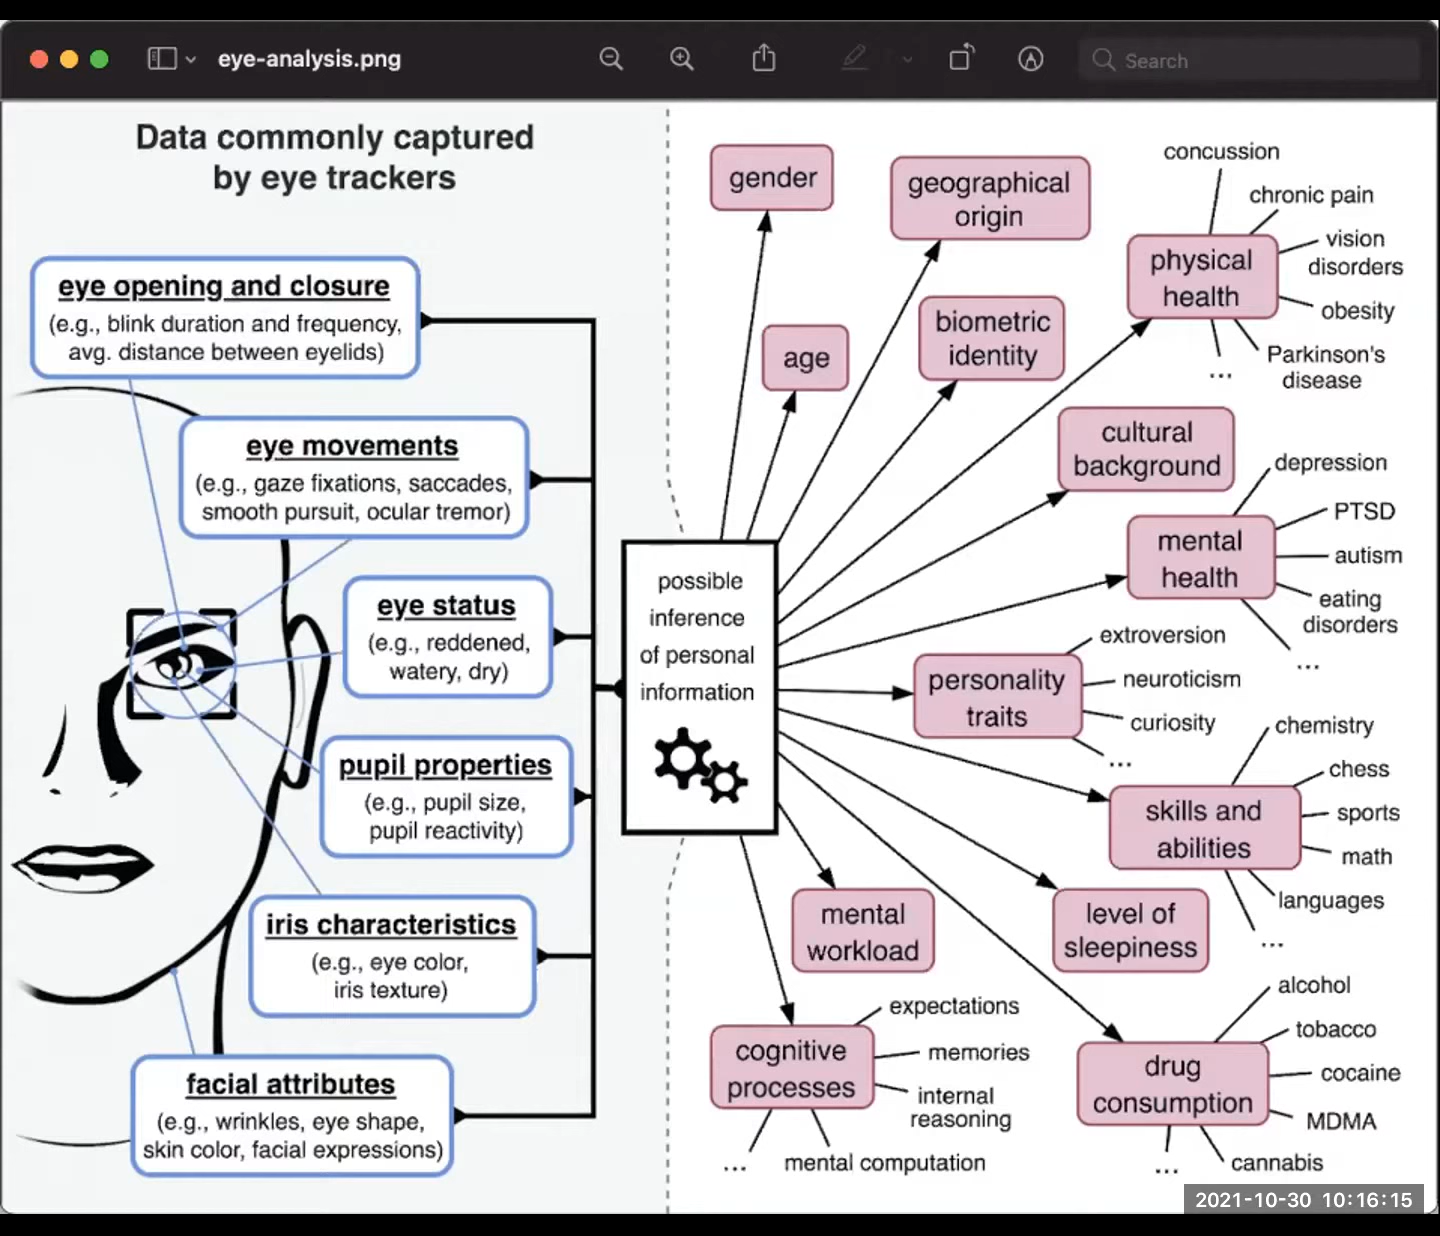 eye-analysis.png
Search
Data commonly captured
by eye trackers
eye opening and closure
(e.g., blink duration and frequency,
avg. distance between eyelids)
eye movements
(e.g., gaze fixations, saccades,
smooth pursuit, ocular tremor)
eye status
(e.g., reddened,
watery, dry)
pupil properties
(e.g., pupil size,
pupil reactivity)
iris characteristics
(e.g., eye color,
iris texture)
facial attributes
(e.g., wrinkles, eye shape,
skin color, facial expressions)
possible
inference
of personal
information
gender
geographical
origin
age
biometric
identity
physical
health
concussion
chronic pain
vision
disorders
obesity
Parkinson's
disease
...
cultural
background
mental
health
depression
PTSD
autism
eating
disorders
...
personality
traits
extroversion
neuroticism
curiosity
...
skills and
abilities
chemistry
chess
sports
math
languages
...
mental
workload
level of
sleepiness
cognitive
processes
expectations
memories
internal
reasoning
mental computation
...
drug
consumption
alcohol
tobacco
cocaine
MDMA
cannabis
...
2021-10-30 10:16:15